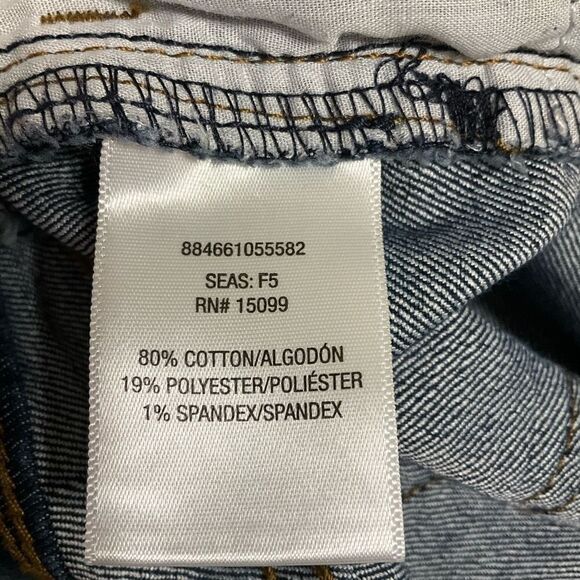 884661055582
SEAS: F5
RN# 15099
80% COTTON/ALGODÓN
19% POLYESTER/POLIÉSTER
1% SPANDEX/SPANDEX